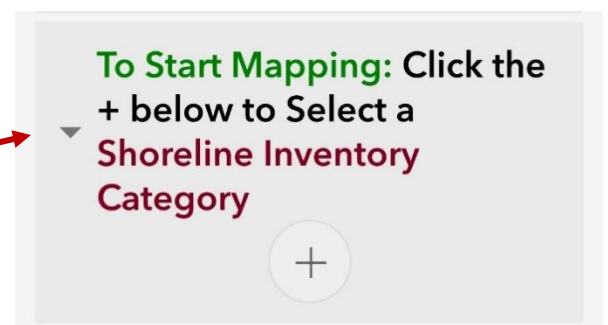 To Start Mapping: Click the
+ below to Select a
Shoreline Inventory
Category
+